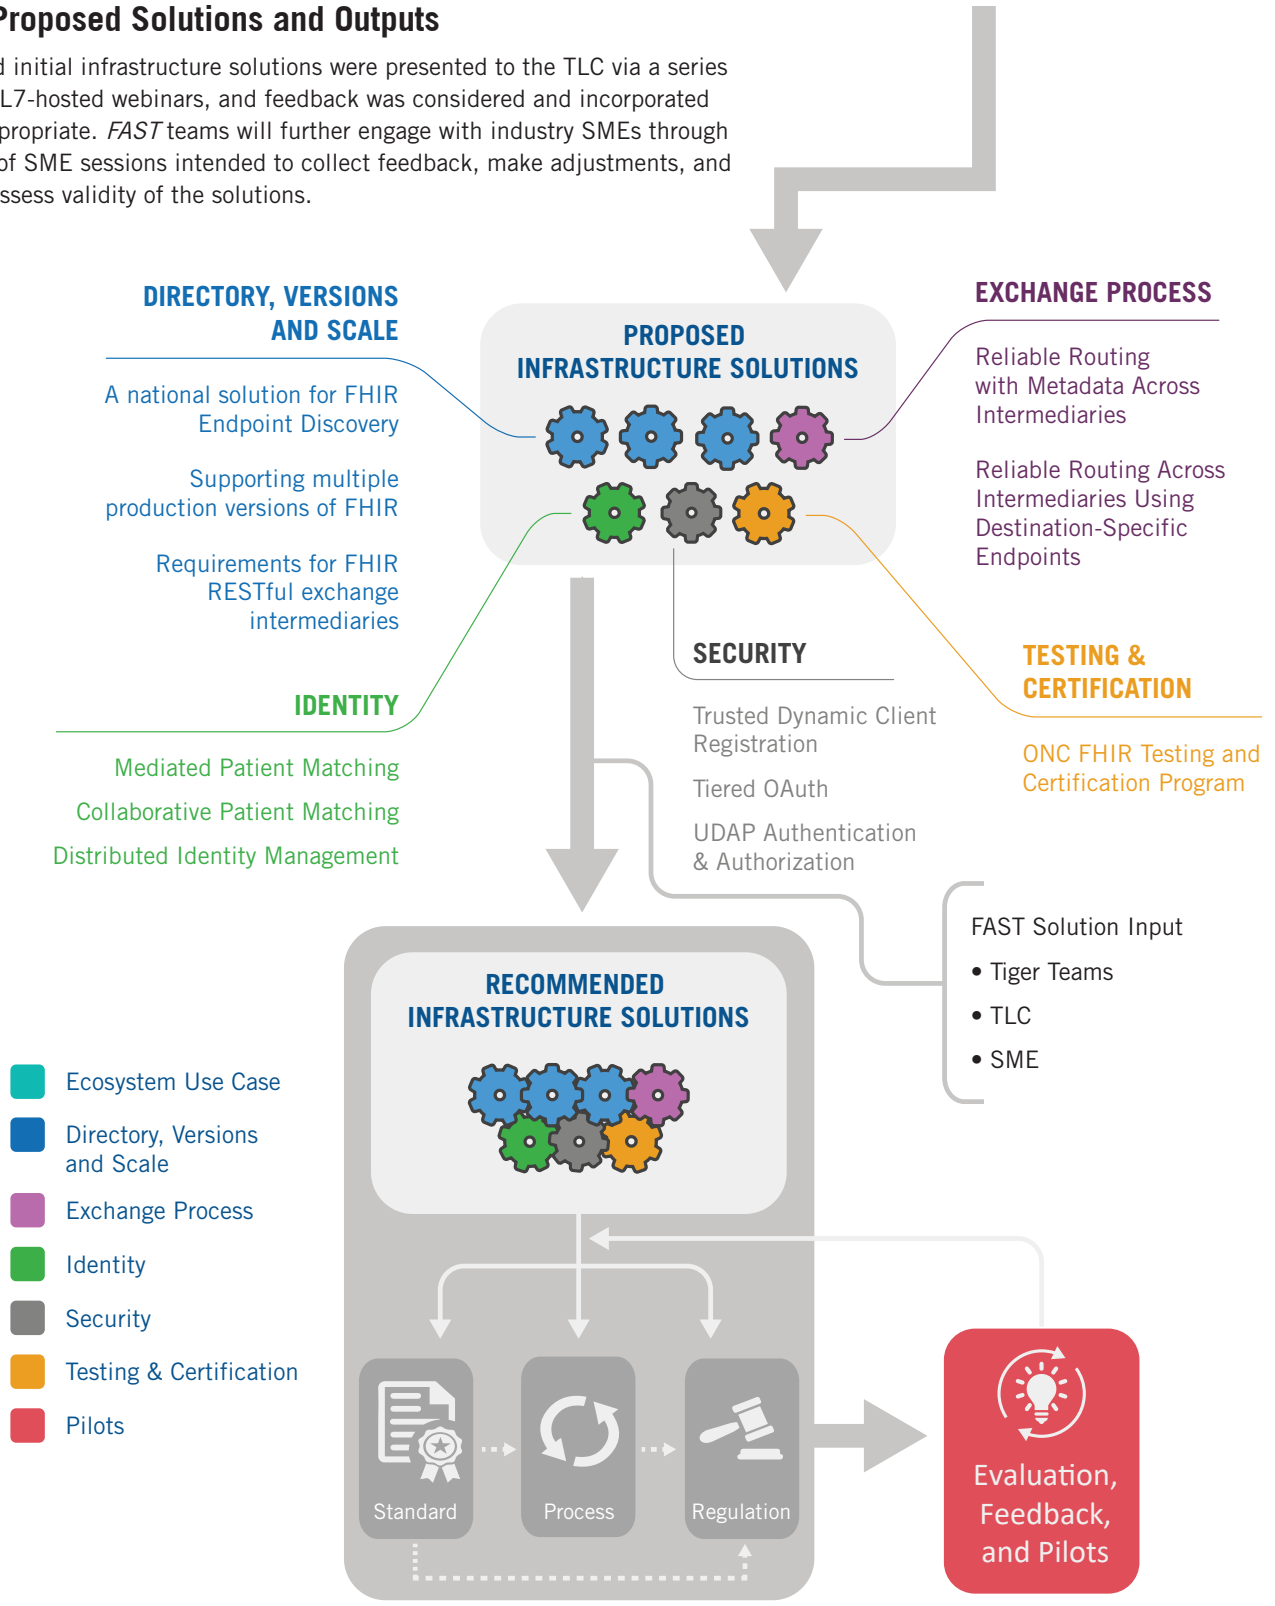 Proposed Solutions and Outputs
initial infrastructure solutions were presented to the TLC via a series
L7-hosted webinars, and feedback was considered and incorporated
propriate. FAST teams will further engage with industry SMEs through
of SME sessions intended to collect feedback, make adjustments, and
ssess validity of the solutions.
DIRECTORY, VERSIONS
AND SCALE
A national solution for FHIR
Endpoint Discovery
Supporting multiple
production versions of FHIR
Requirements for FHIR
RESTful exchange
intermediaries
PROPOSED
INFRASTRUCTURE SOLUTIONS
EXCHANGE PROCESS
Reliable Routing
with Metadata Across
Intermediaries
Reliable Routing Across
Intermediaries Using
Destination-Specific
Endpoints
IDENTITY
Mediated Patient Matching
Collaborative Patient Matching
Distributed Identity Management
SECURITY
Trusted Dynamic Client
Registration
Tiered OAuth
UDAP Authentication
& Authorization
TESTING &
CERTIFICATION
ONC FHIR Testing and
Certification Program
FAST Solution Input
• Tiger Teams
• TLC
• SME
RECOMMENDED
INFRASTRUCTURE SOLUTIONS
Ecosystem Use Case
Directory, Versions
and Scale
Exchange Process
Identity
Security
Testing & Certification
Pilots
Standard
Process
Regulation
Evaluation,
Feedback,
and Pilots